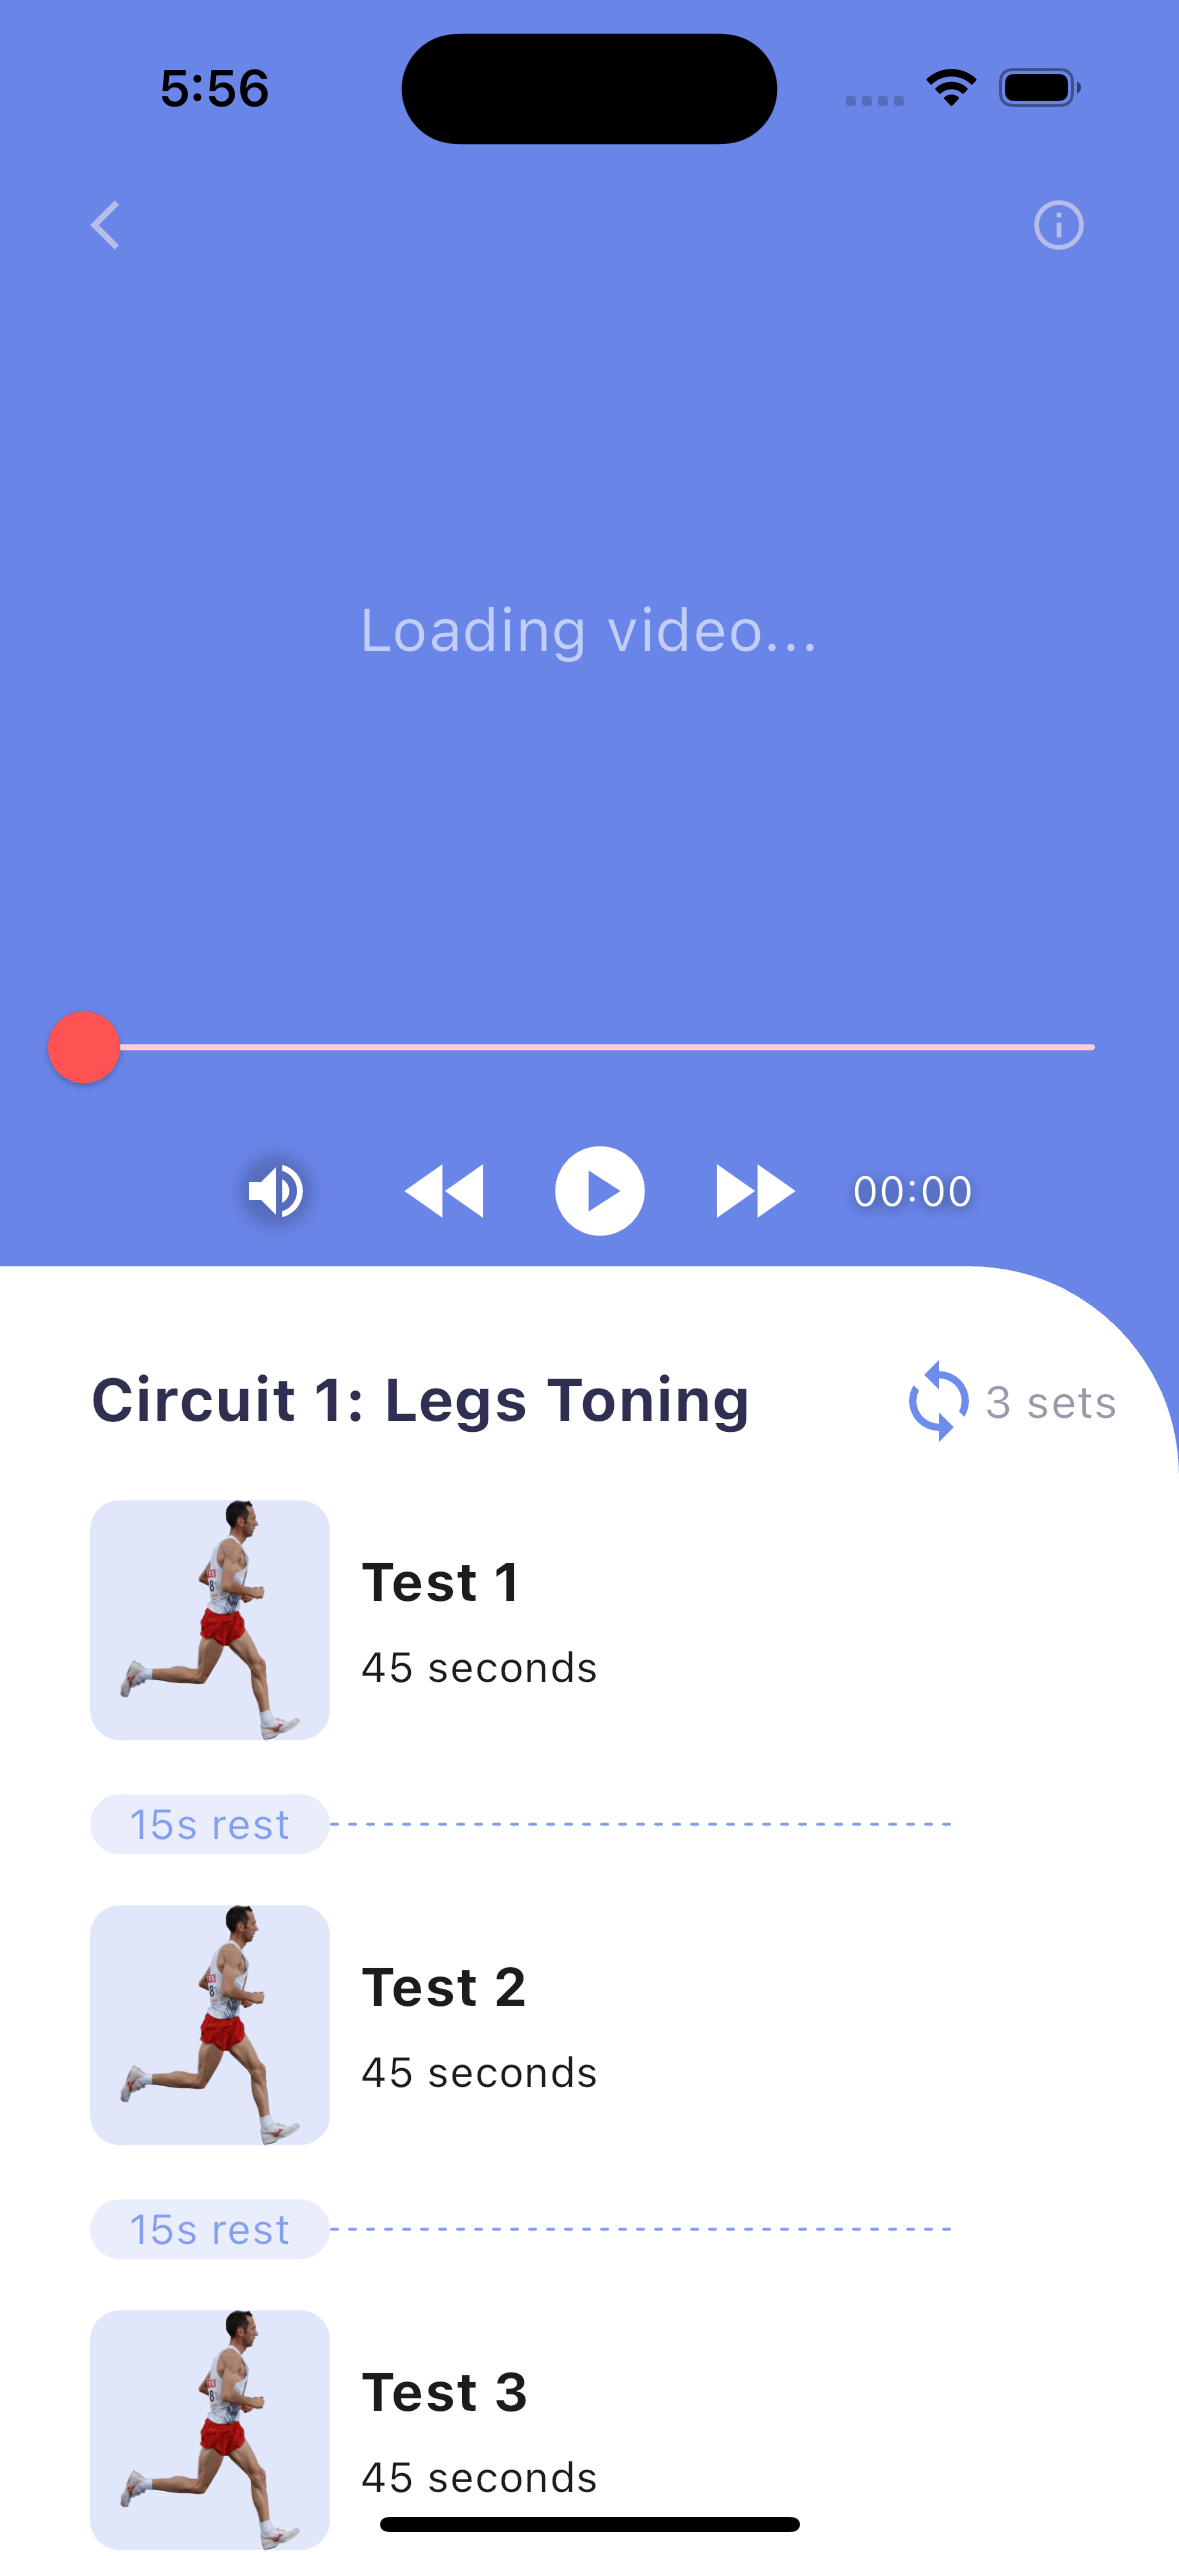 5:56
Loading video...
00:00
Circuit 1: Legs Toning
3 sets
Test 1
45 seconds
15s rest
Test 2
45 seconds
15s rest
Test 3
45 seconds